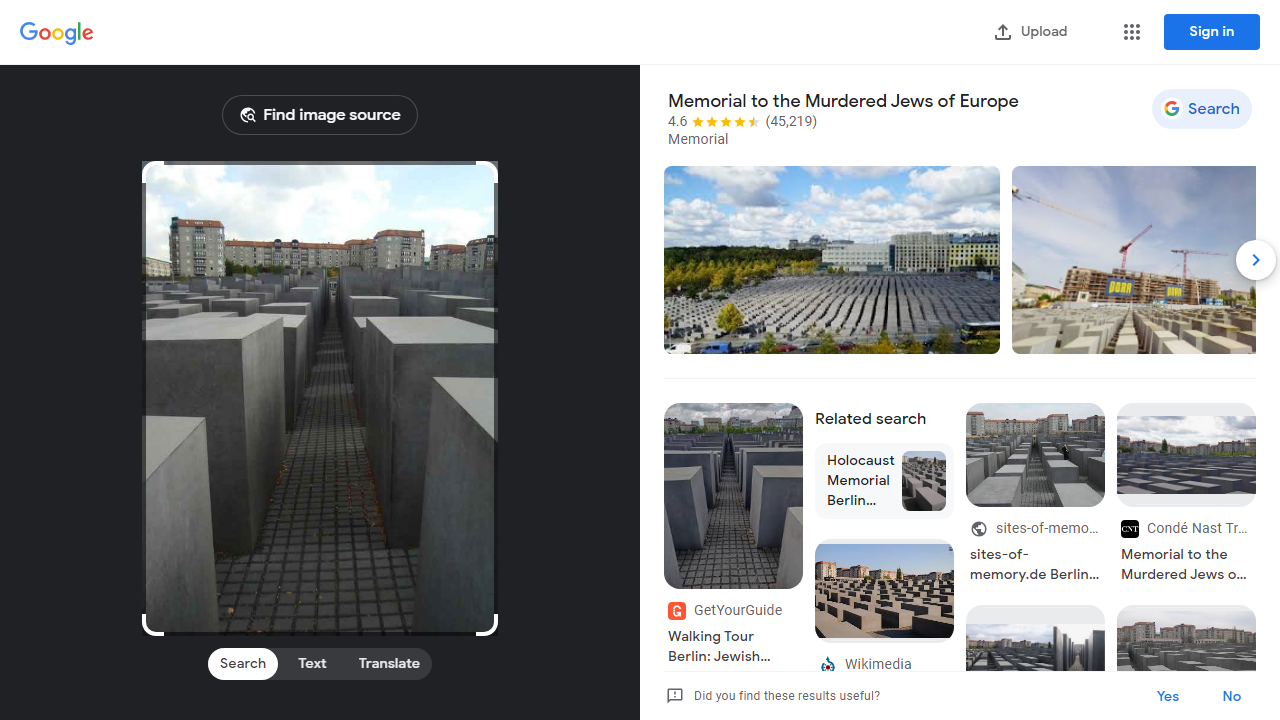 Google
Upload
Sign in
Find image source
Search
Text
Translate
Memorial to the Murdered Jews of Europe
4.6 (45,219)
Memorial
Search
Related search
Holocaust
Memorial
Berlin...
GetYourGuide
Walking Tour
Berlin: Jewish...
Wikimedia
sites-of-memo...
sites-of-
memory.de Berlin...
CNT
Condé Nast Tr...
Memorial to the
Murdered Jews o...
Did you find these results useful?
Yes
No